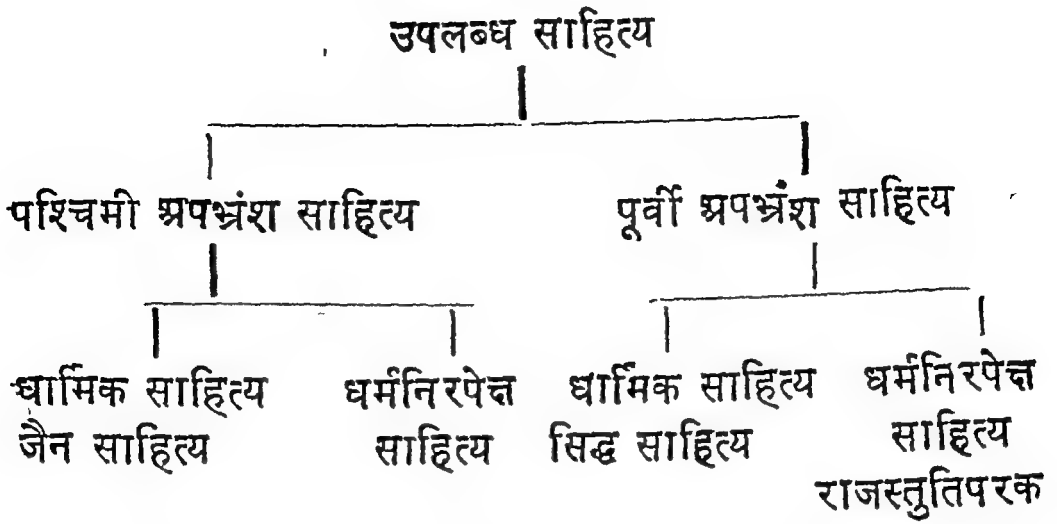 उपलब्ध साहित्य
पश्चिमी अपभ्रंश साहित्य
पूर्वी अपभ्रंश साहित्य
धार्मिक साहित्य
जैन साहित्य
धर्मनिरपेक्ष
साहित्य
धार्मिक साहित्य
सिद्ध साहित्य
धर्मनिरपेक्ष
साहित्य
राजस्तुतिपरक